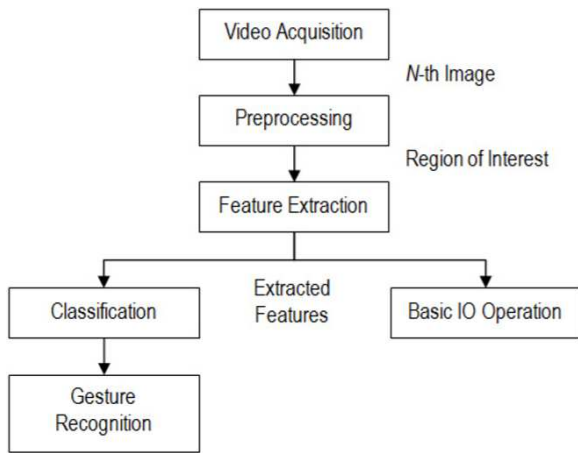 Video Acquisition
N-th Image
Preprocessing
Region of Interest
Feature Extraction
Classification
Extracted
Features
Basic IO Operation
Gesture
Recognition